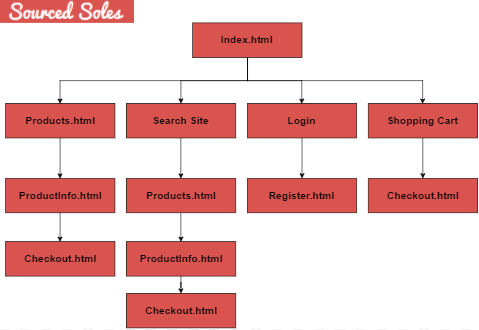 Sourced Soles
Index.html
Products.html
Search Site
Login
Shopping Cart
ProductInfo.html
Products.html
Register.html
Checkout.html
Checkout.html
ProductInfo.html
Checkout.html